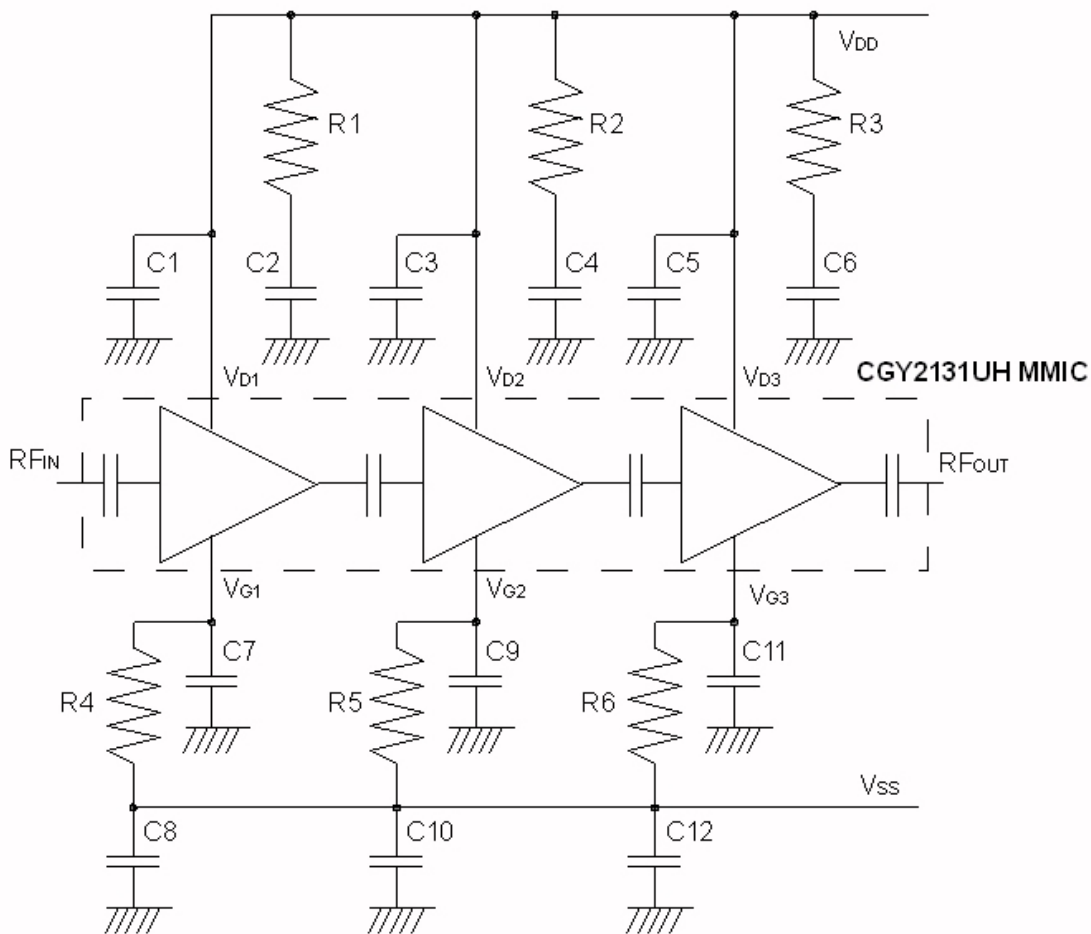 VDD
R1
R2
R3
C1
C2
C3
C4
C5
C6
VD1
VD2
VD3
CGY2131UH MMIC
RFIN
RFOUT
VG1
VG2
VG3
C7
C9
C11
R4
R5
R6
VSS
C8
C10
C12